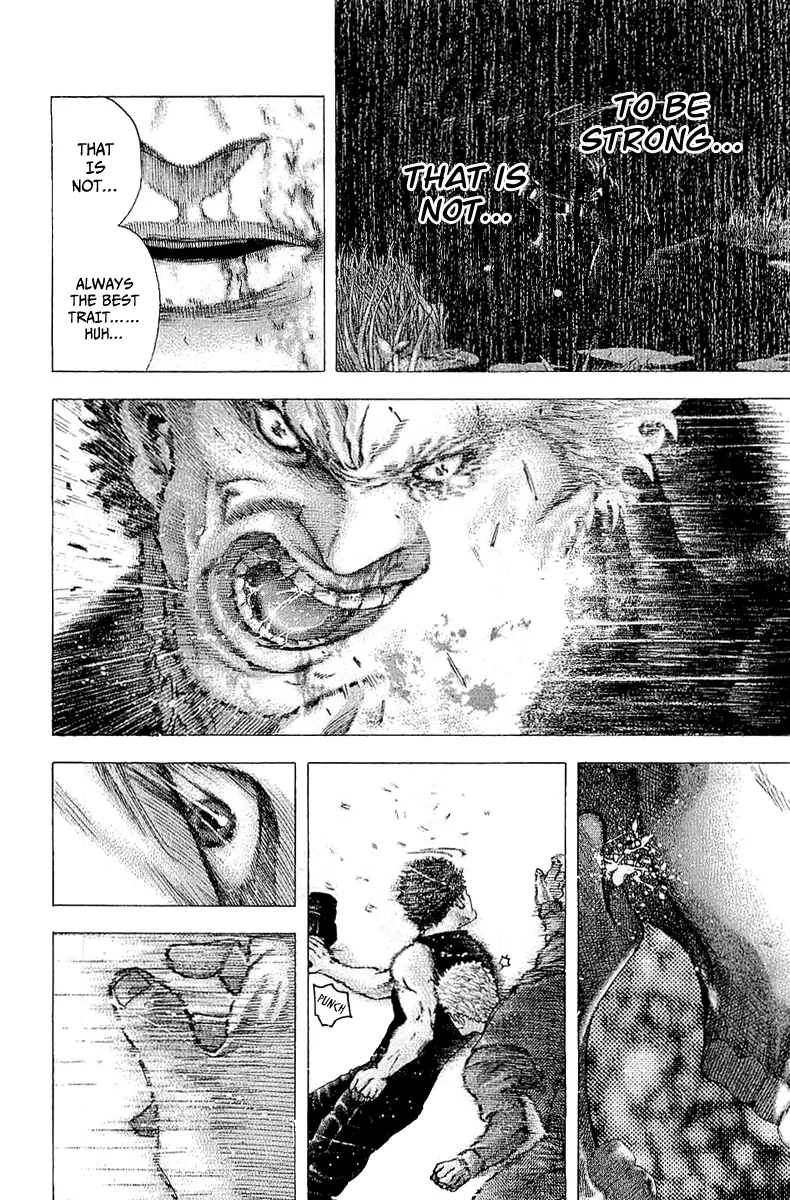 TO BE
STRONG...
THAT IS
NOT...
THAT
IS
NOT...
ALWAYS
THE BEST
TRAIT......
HUH...
PUNCH